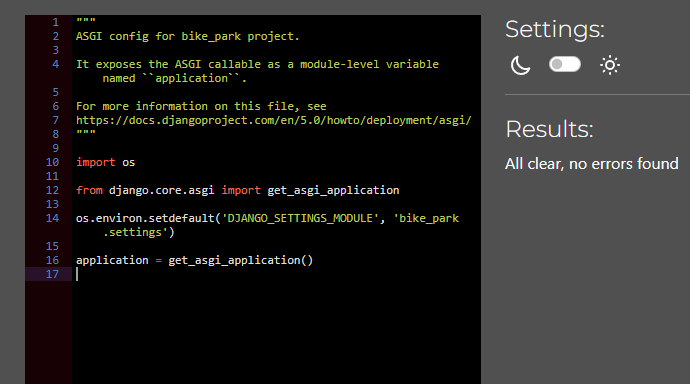 1 """
2 ASGI config for bike_park project.
3
4 It exposes the ASGI callable as a module-level variable
named ``application``.
5
6 For more information on this file, see
7 https://docs.djangoproject.com/en/5.0/howto/deployment/asgi/
8 """
9
10 import os
11
12 from django.core.asgi import get_asgi_application
13
14 os.environ.setdefault('DJANGO_SETTINGS_MODULE', 'bike_park
.settings')
15
16 application = get_asgi_application()
17
Settings:
Results:
All clear, no errors found